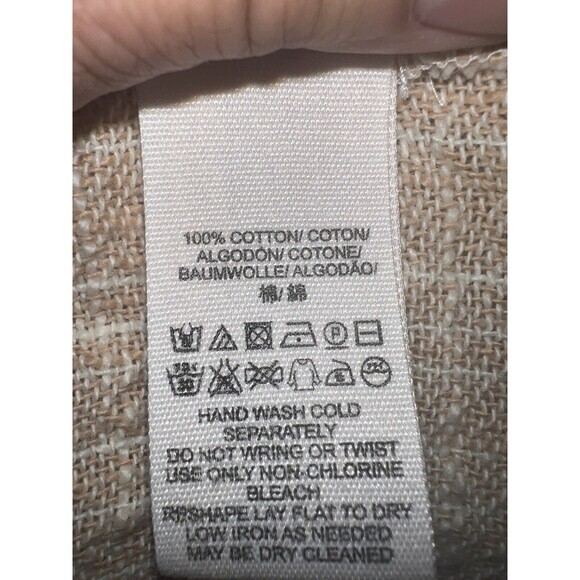 100% COTTON/ COTON/
ALGODÓN/ COTONE/
BAUMWOLLE/ ALGODÃO/
棉/ 綿
30
HAND WASH COLD
SEPARATELY
DO NOT WRING OR TWIST
USE ONLY NON-CHLORINE
BLEACH
RESHAPE LAY FLAT TO DRY
LOW IRON AS NEEDED
MAY BE DRY CLEANED